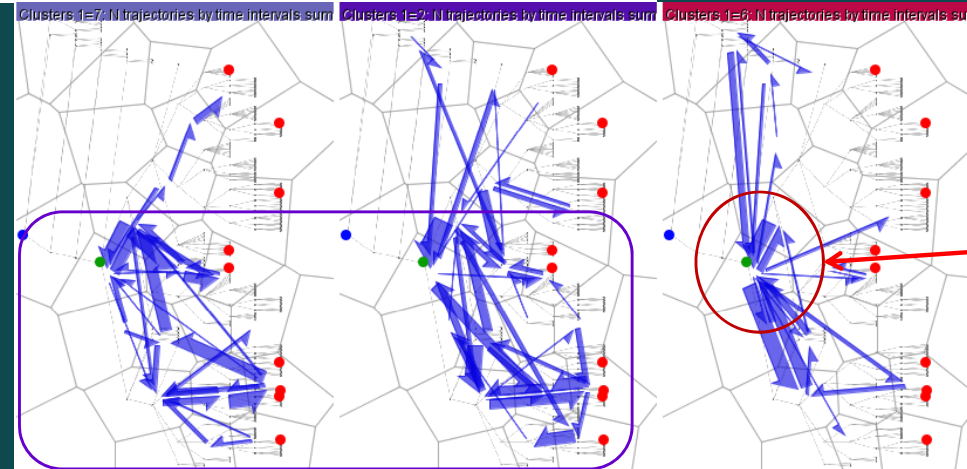 Clusters 1=7: N trajectories by time intervals sum
Clusters 1=2: N trajectories by time intervals sum
Clusters 1=6: N trajectories by time intervals su